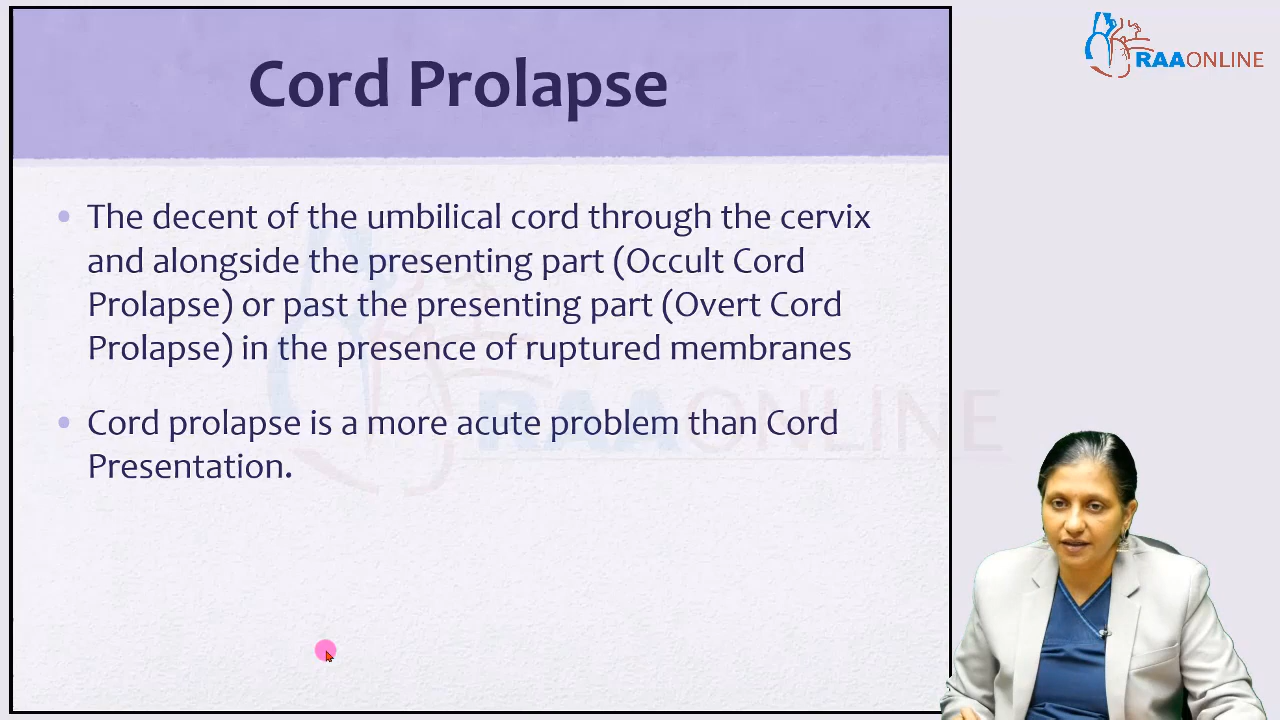 Cord Prolapse
RAAONLINE
• The decent of the umbilical cord through the cervix
and alongside the presenting part (Occult Cord
Prolapse) or past the presenting part (Overt Cord
Prolapse) in the presence of ruptured membranes
• Cord prolapse is a more acute problem than Cord
Presentation.
RAAONLINE